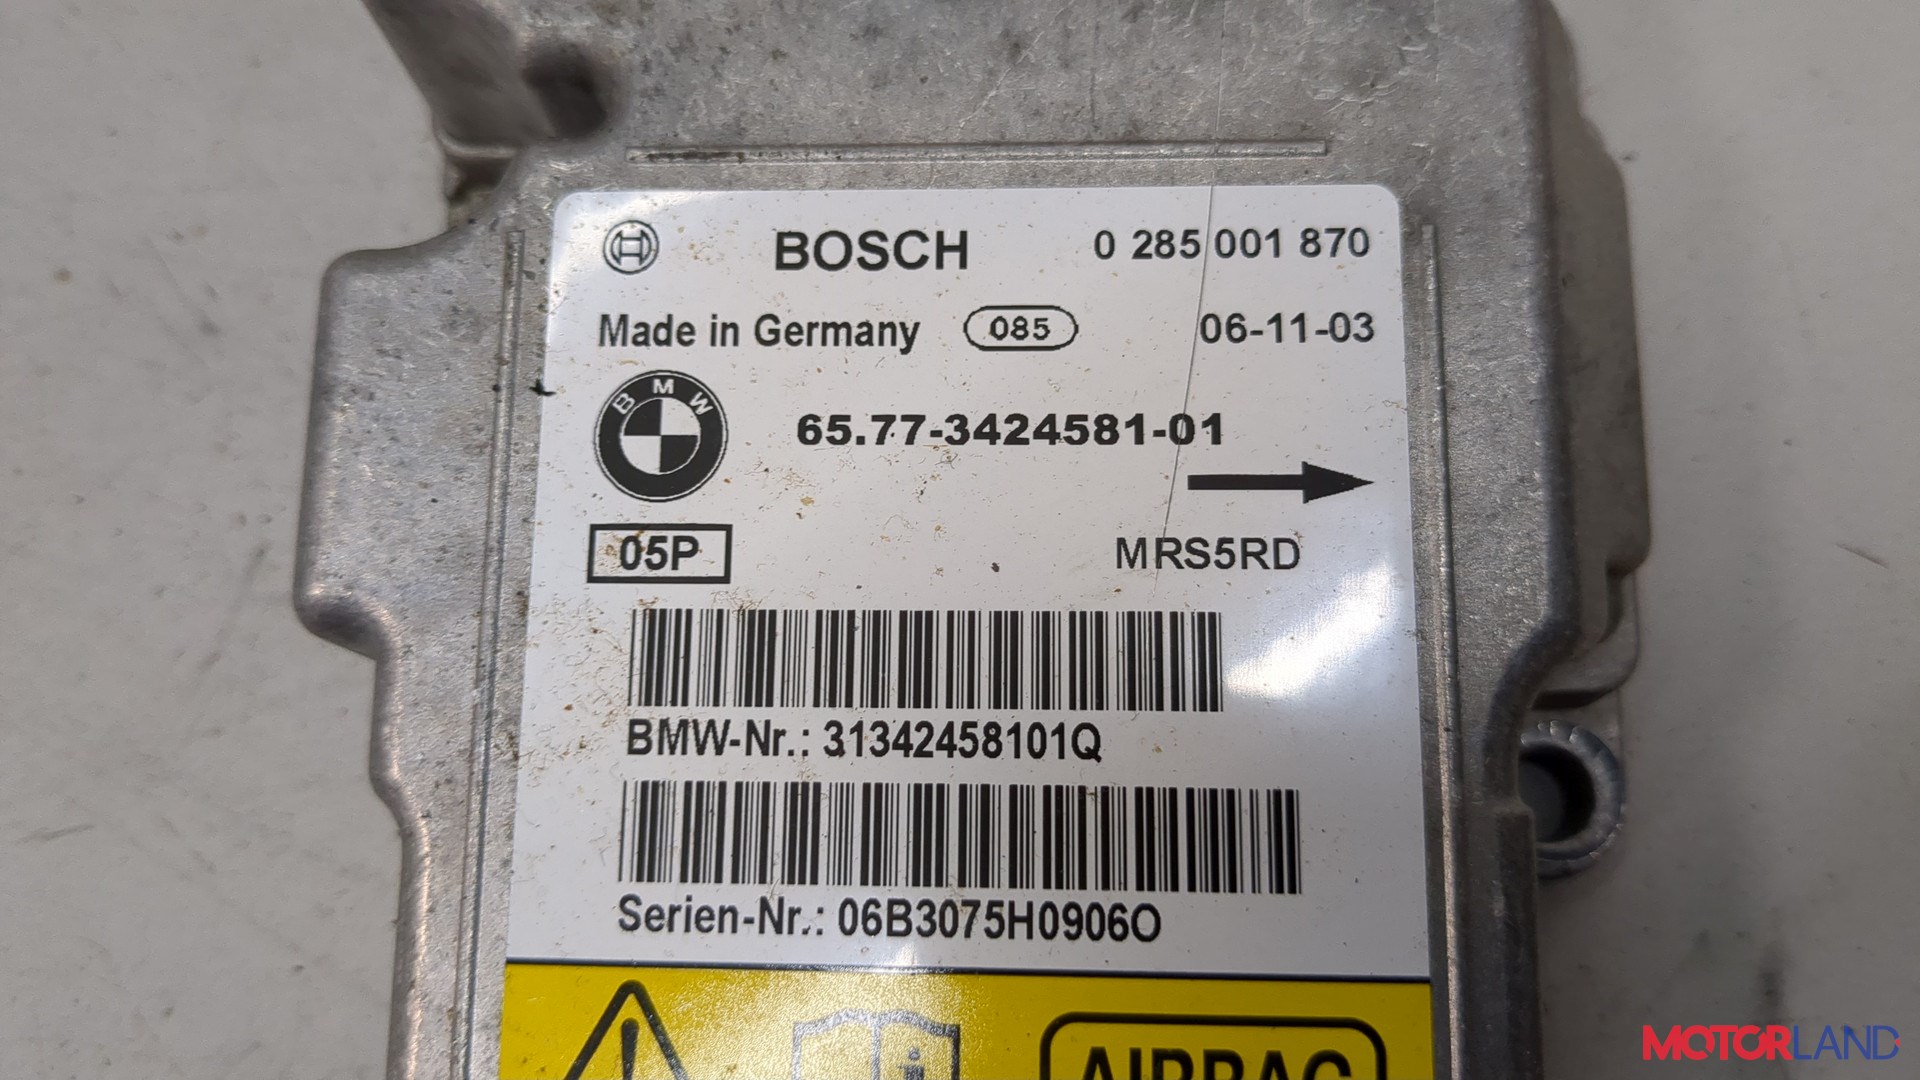 BOSCH 0 285 001 870
Made in Germany 085 06-11-03
BMW
65.77-3424581-01
05P MRS5RD
BMW-Nr.: 31342458101Q
Serien-Nr.: 06B3075H0906O
AIRBAG
MOTORLAND